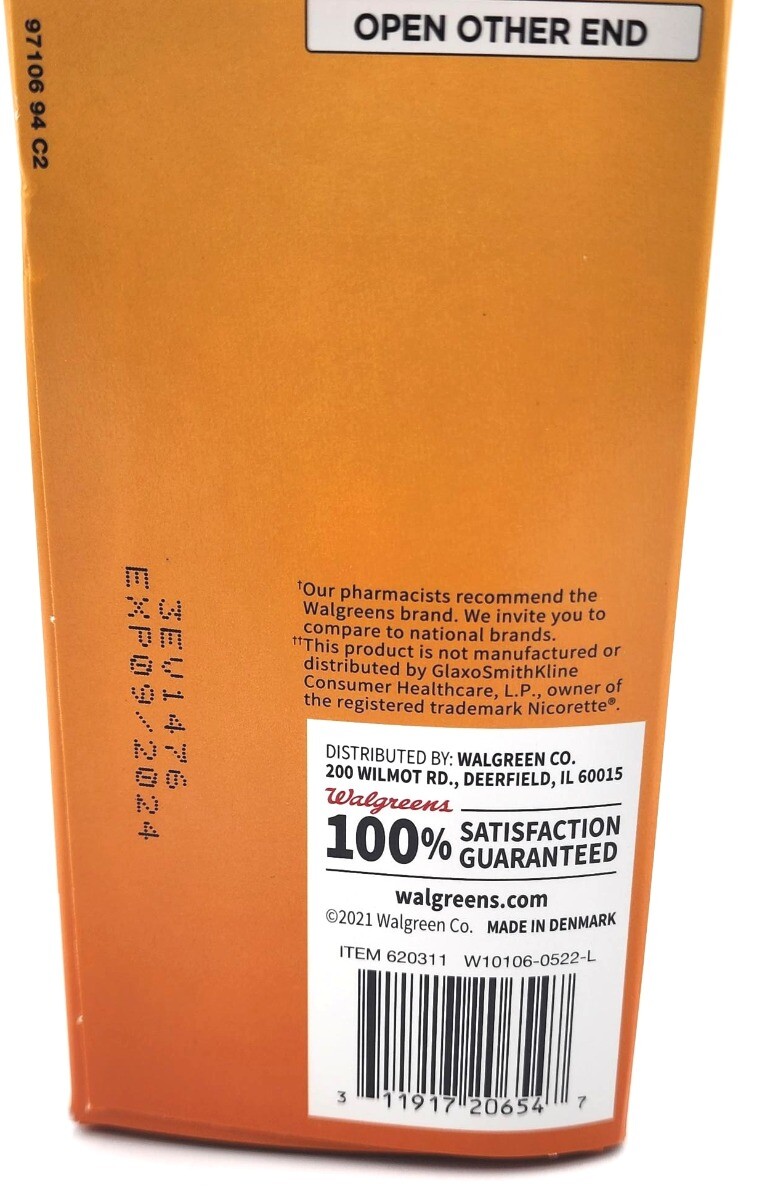 OPEN OTHER END
97106 94 C2
3EV1476
EXP09/2024
†Our pharmacists recommend the
Walgreens brand. We invite you to
compare to national brands.
††This product is not manufactured or
distributed by GlaxoSmithKline
Consumer Healthcare, L.P., owner of
the registered trademark Nicorette®.
DISTRIBUTED BY: WALGREEN CO.
200 WILMOT RD., DEERFIELD, IL 60015
Walgreens
100% SATISFACTION
GUARANTEED
walgreens.com
©2021 Walgreen Co. MADE IN DENMARK
ITEM 620311 W10106-0522-L
3 11917 20654 7